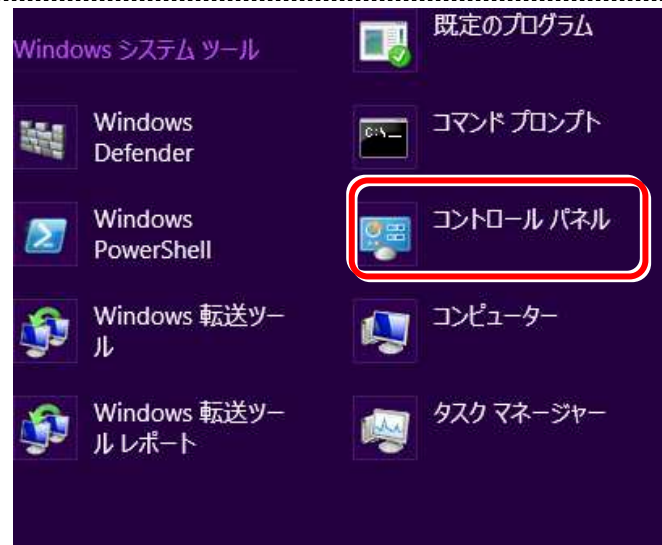 Windows システム ツール
Windows
Defender
Windows
PowerShell
Windows 転送ツー
ル
Windows 転送ツー
ル レポート
既定のプログラム
C:\_
コマンド プロンプト
コントロール パネル
コンピューター
タスク マネージャー